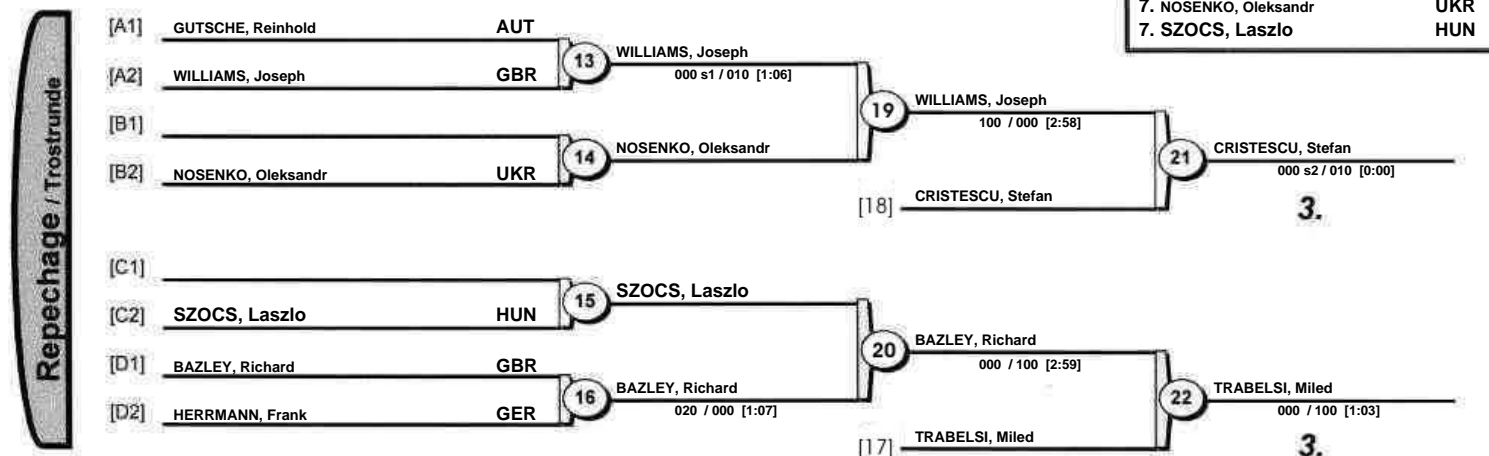 7. NOSENKO, Oleksandr UKR
7. SZOCS, Laszlo HUN
Repechage / Trostrunde
[A1] GUTSCHE, Reinhold AUT
13 WILLIAMS, Joseph
000 s1 / 010 [1:06]
[A2] WILLIAMS, Joseph GBR
19 WILLIAMS, Joseph
100 / 000 [2:58]
[B1]
14 NOSENKO, Oleksandr
[B2] NOSENKO, Oleksandr UKR
21 CRISTESCU, Stefan
000 s2 / 010 [0:00]
[18] CRISTESCU, Stefan
3.
[C1]
15 SZOCS, Laszlo
[C2] SZOCS, Laszlo HUN
20 BAZLEY, Richard
000 / 100 [2:59]
[D1] BAZLEY, Richard GBR
16 BAZLEY, Richard
020 / 000 [1:07]
[D2] HERRMANN, Frank GER
22 TRABELSI, Miled
000 / 100 [1:03]
[17] TRABELSI, Miled
3.